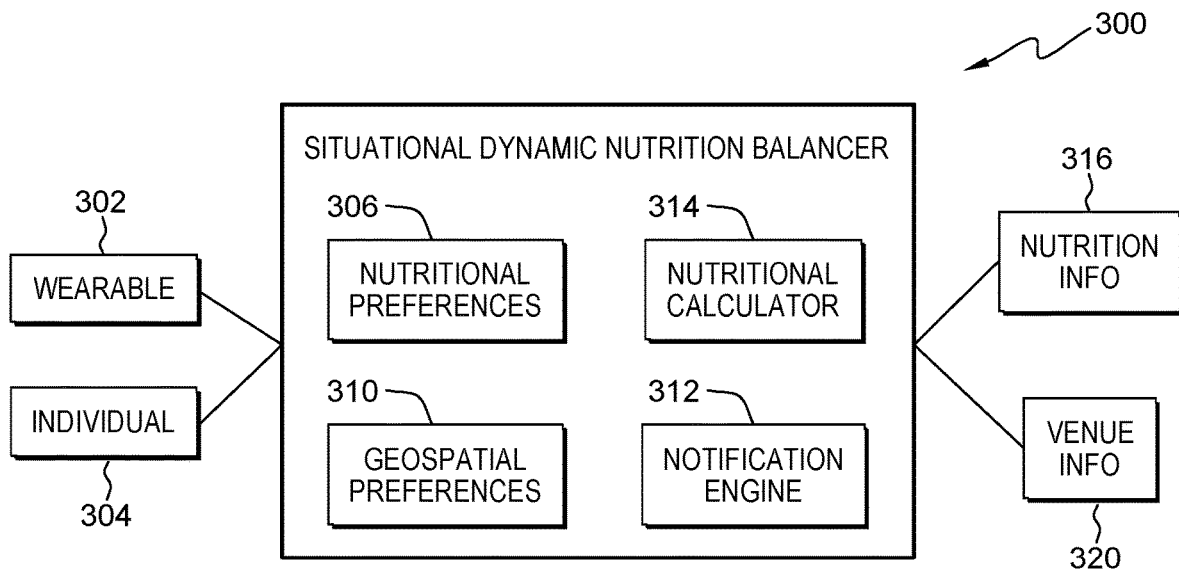 300
SITUATIONAL DYNAMIC NUTRITION BALANCER
302
WEARABLE
INDIVIDUAL
304
306
NUTRITIONAL
PREFERENCES
314
NUTRITIONAL
CALCULATOR
310
GEOSPATIAL
PREFERENCES
312
NOTIFICATION
ENGINE
316
NUTRITION
INFO
VENUE
INFO
320